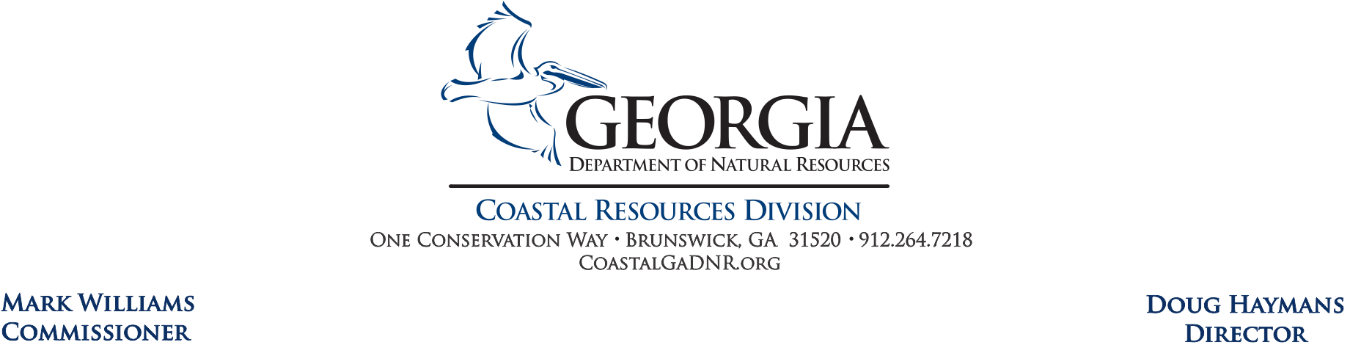 GEORGIA
DEPARTMENT OF NATURAL RESOURCES
COASTAL RESOURCES DIVISION
ONE CONSERVATION WAY · BRUNSWICK, GA 31520 · 912.264.7218
COASTALGADNR.ORG
MARK WILLIAMS
COMMISSIONER
DOUG HAYMANS
DIRECTOR